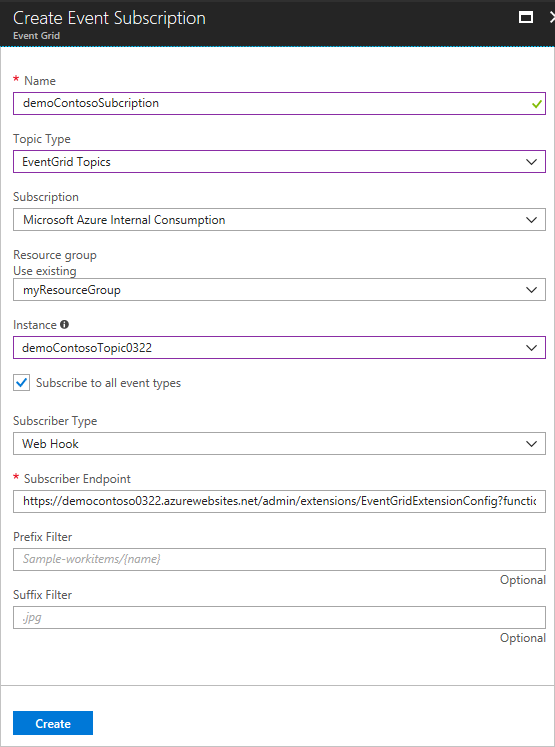 Create Event Subscription
Event Grid
* Name
demoContosoSubcription
Topic Type
EventGrid Topics
Subscription
Microsoft Azure Internal Consumption
Resource group
Use existing
myResourceGroup
Instance
demoContosoTopic0322
Subscribe to all event types
Subscriber Type
Web Hook
* Subscriber Endpoint
https://democontoso0322.azurewebsites.net/admin/extensions/EventGridExtensionConfig?functic
Prefix Filter
Sample-workitems/{name}
Optional
Suffix Filter
.jpg
Optional
Create